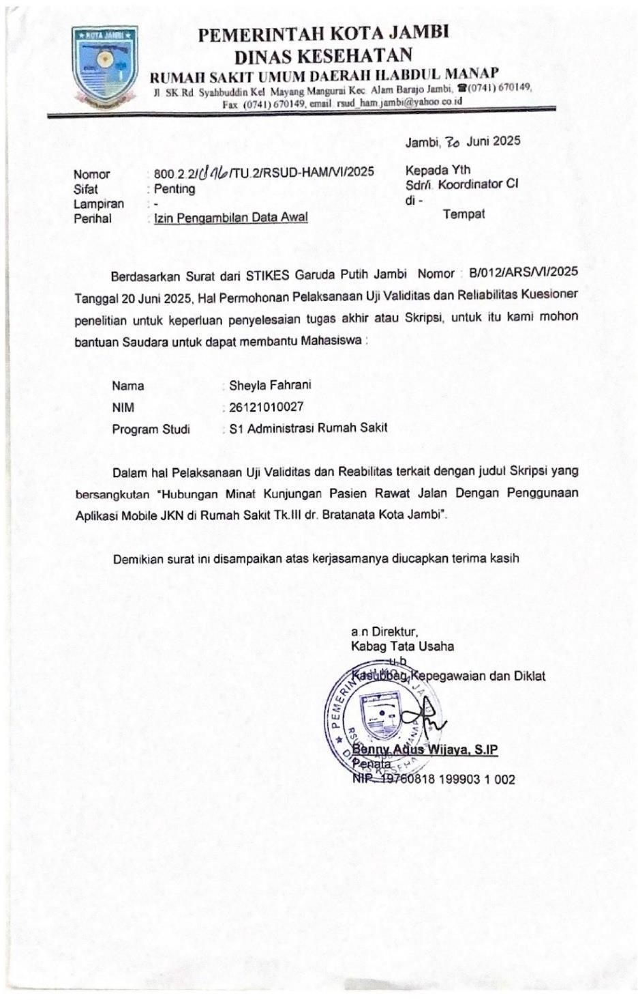 KOTA JAMBI
PEMERINTAH KOTA JAMBI
DINAS KESEHATAN
RUMAH SAKIT UMUM DAERAH H.ABDUL MANAP
Jl SK.Rd. Syahbuddin Kel Mayang Mangurai Kec. Alam Barajo Jambi, ☎(0741) 670149,
Fax (0741) 670149, email rsud_ham.jambi@yahoo.co.id
Jambi, 30 Juni 2025
Nomor : 800.2.2/ /TU.2/RSUD-HAM/VI/2025
Sifat : Penting
Lampiran : -
Perihal : Izin Pengambilan Data Awal
Kepada Yth
Sdr/i. Koordinator CI
di -
Tempat
Berdasarkan Surat dari STIKES Garuda Putih Jambi Nomor : B/012/ARS/VI/2025
Tanggal 20 Juni 2025, Hal Permohonan Pelaksanaan Uji Validitas dan Reliabilitas Kuesioner
penelitian untuk keperluan penyelesaian tugas akhir atau Skripsi, untuk itu kami mohon
bantuan Saudara untuk dapat membantu Mahasiswa :
Nama : Sheyla Fahrani
NIM : 26121010027
Program Studi : S1 Administrasi Rumah Sakit
Dalam hal Pelaksanaan Uji Validitas dan Reabilitas terkait dengan judul Skripsi yang
bersangkutan "Hubungan Minat Kunjungan Pasien Rawat Jalan Dengan Penggunaan
Aplikasi Mobile JKN di Rumah Sakit Tk.III dr. Bratanata Kota Jambi".
Demikian surat ini disampaikan atas kerjasamanya diucapkan terima kasih
a.n Direktur,
Kabag Tata Usaha
u.b
Kasubbag Kepegawaian dan Diklat
Benny Agus Wijaya, S.IP
Penata
NIP. 19760818 199903 1 002